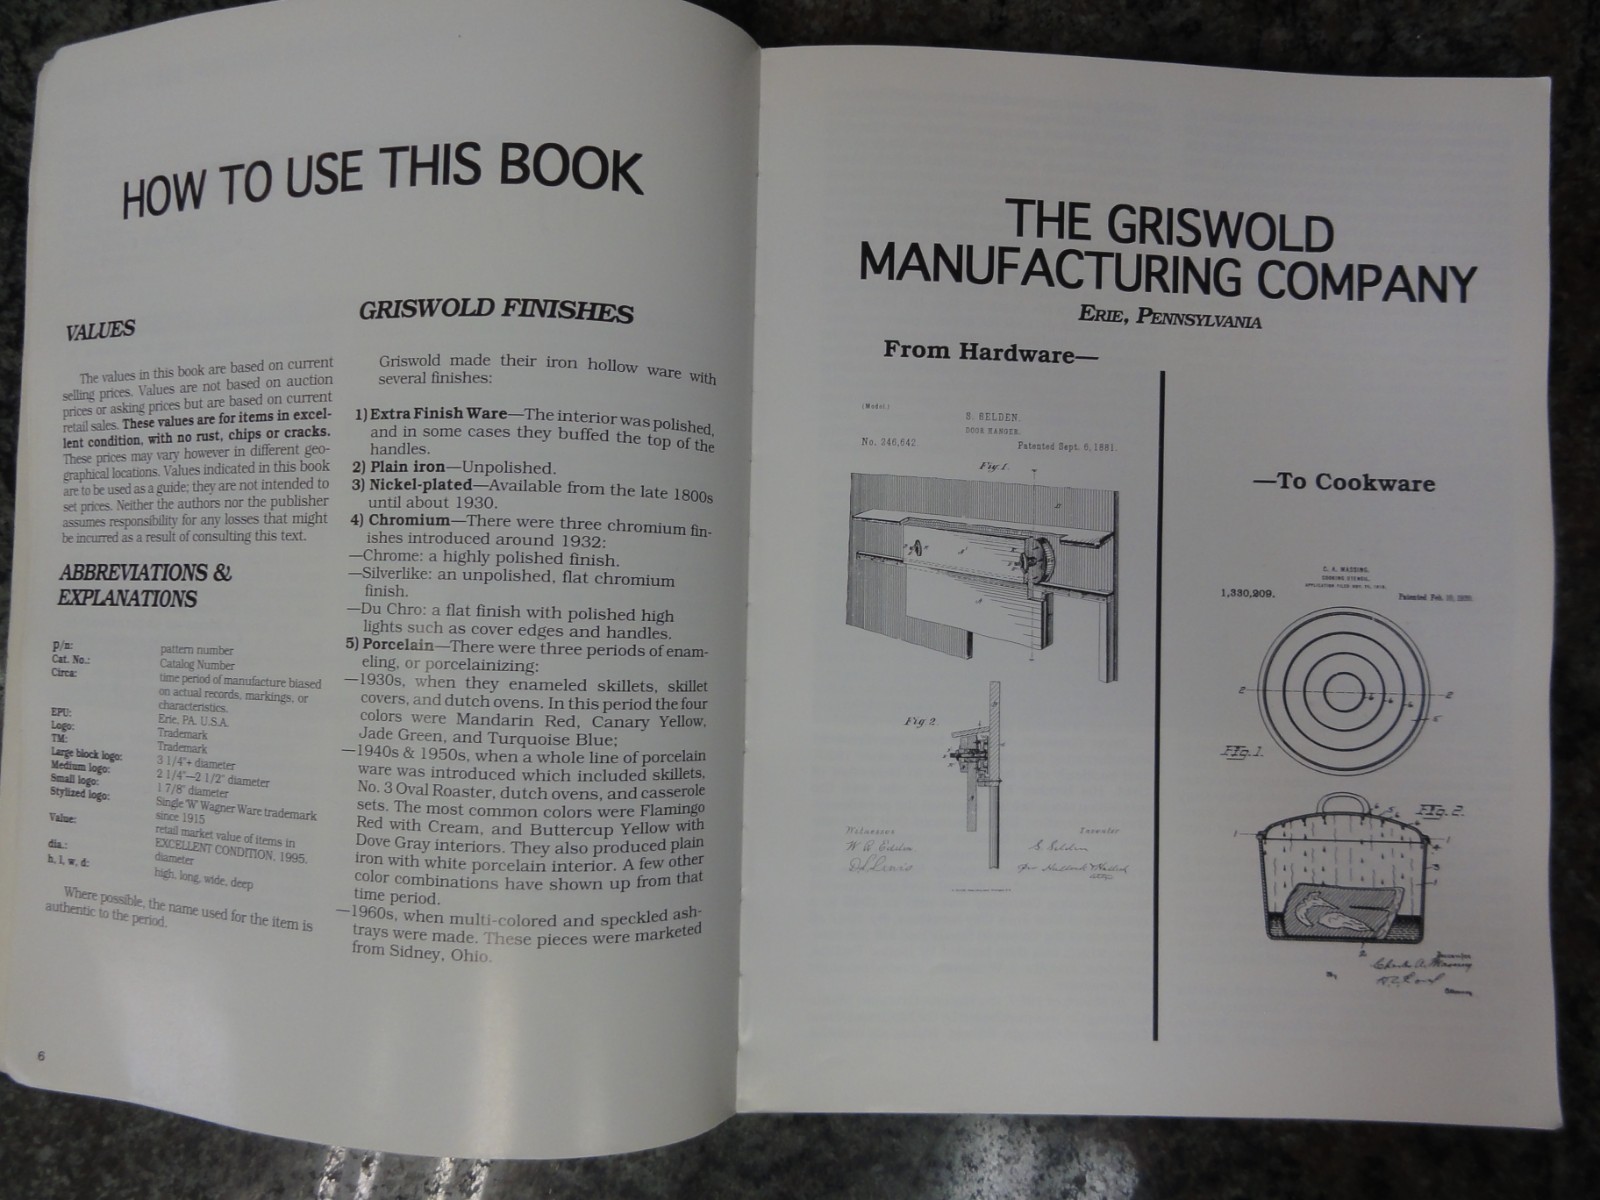 HOW TO USE THIS BOOK
VALUES
The values in this book are based on current
selling prices. Values are not based on auction
prices or asking prices but are based on current
retail sales. These values are for items in excel-
lent condition, with no rust, chips or cracks.
These prices may vary however in different geo-
graphical locations. Values indicated in this book
are to be used as a guide; they are not intended to
set prices. Neither the authors nor the publisher
assumes responsibility for any losses that might
be incurred as a result of consulting this text.
ABBREVIATIONS &
EXPLANATIONS
p/n: pattern number
Cat. No.: Catalog Number
Circa: time period of manufacture biased
on actual records, markings, or
characteristics.
EPU: Erie, PA. U.S.A.
Logo: Trademark
TM: Trademark
Large block logo: 3 1/4"+ diameter
Medium logo: 2 1/4"—2 1/2" diameter
Small logo: 1 7/8" diameter
Stylized logo: Single 'W' Wagner Ware trademark
since 1915
Value: retail market value of items in
EXCELLENT CONDITION, 1995.
dia.: diameter
h, l, w, d: high, long, wide, deep
Where possible, the name used for the item is
authentic to the period.
6
GRISWOLD FINISHES
Griswold made their iron hollow ware with
several finishes:
1) Extra Finish Ware—The interior was polished,
and in some cases they buffed the top of the
handles.
2) Plain iron—Unpolished.
3) Nickel-plated—Available from the late 1800s
until about 1930.
4) Chromium—There were three chromium fin-
ishes introduced around 1932:
—Chrome: a highly polished finish.
—Silverlike: an unpolished, flat chromium
finish.
—Du Chro: a flat finish with polished high
lights such as cover edges and handles.
5) Porcelain—There were three periods of enam-
eling, or porcelainizing:
—1930s, when they enameled skillets, skillet
covers, and dutch ovens. In this period the four
colors were Mandarin Red, Canary Yellow,
Jade Green, and Turquoise Blue;
—1940s & 1950s, when a whole line of porcelain
ware was introduced which included skillets,
No. 3 Oval Roaster, dutch ovens, and casserole
sets. The most common colors were Flamingo
Red with Cream, and Buttercup Yellow with
Dove Gray interiors. They also produced plain
iron with white porcelain interior. A few other
color combinations have shown up from that
time period.
—1960s, when multi-colored and speckled ash-
trays were made. These pieces were marketed
from Sidney, Ohio.
THE GRISWOLD
MANUFACTURING COMPANY
ERIE, PENNSYLVANIA
From Hardware—
(Model.)
S. SELDEN.
DOOR HANGER.
No. 246,642. Patented Sept. 6, 1881.
Fig. 1.
Fig. 2.
Witnesses
Inventor
S. Selden
—To Cookware
COOKING UTENSIL.
1,330,209. Patented Feb. 10, 1920.
2 2
Fig. 1.
Fig. 2.